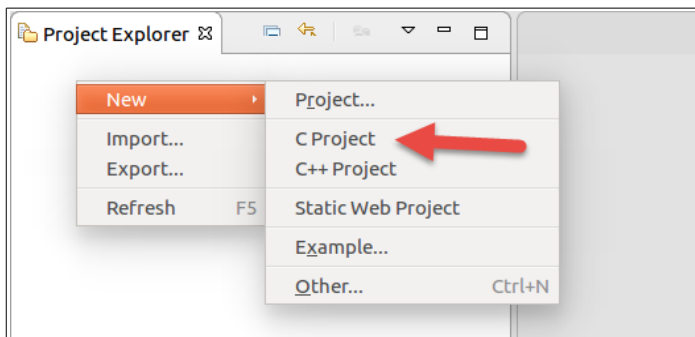 Project Explorer
New
Import...
Export...
Refresh F5
Project...
C Project
C++ Project
Static Web Project
Example...
Other... Ctrl+N